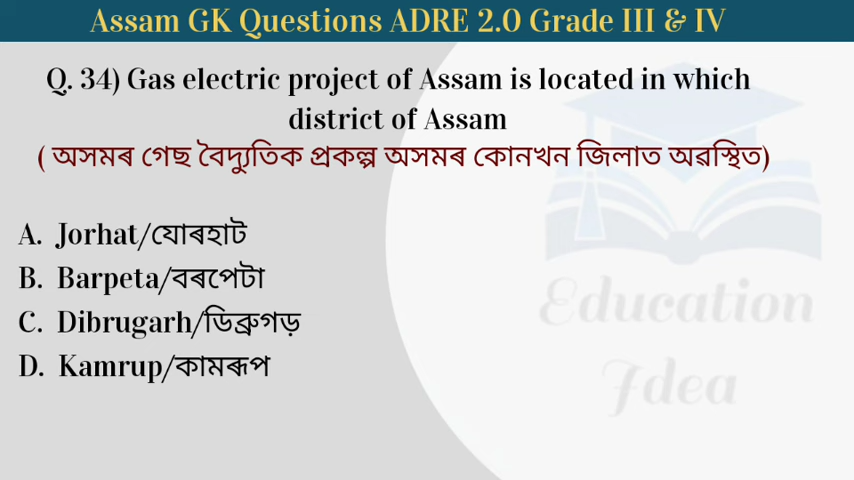 Assam GK Questions ADRE 2.0 Grade III & IV
Q. 34) Gas electric project of Assam is located in which
district of Assam
( অসমৰ গেছ বৈদ্যুতিক প্ৰকল্প অসমৰ কোনখন জিলাত অৱস্থিত)
A. Jorhat/যোৰহাট
B. Barpeta/বৰপেটা
C. Dibrugarh/ডিব্ৰুগড়
D. Kamrup/কামৰূপ
Education
Idea